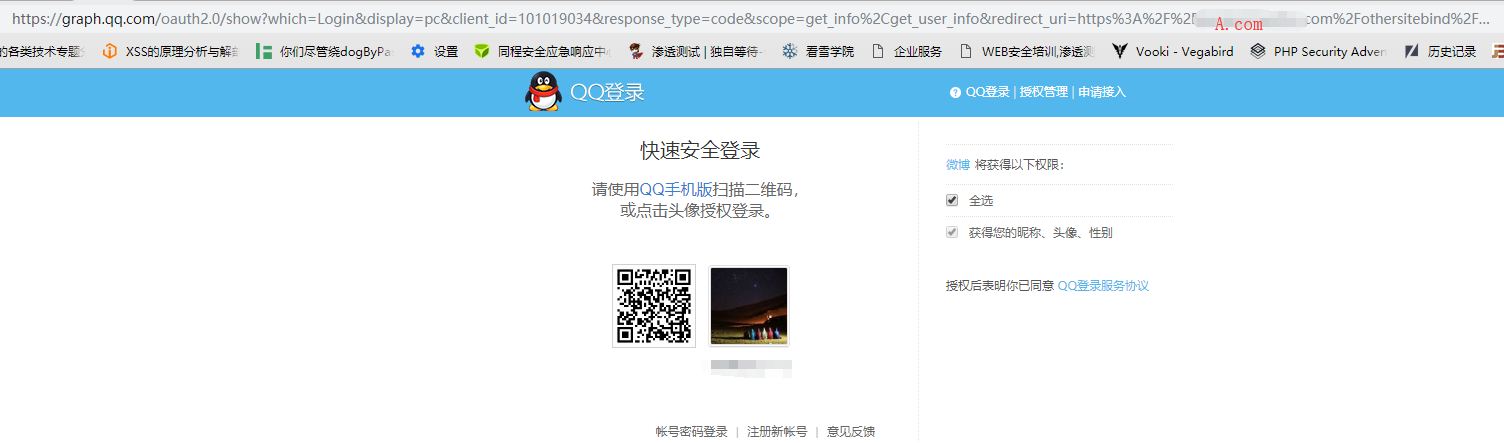 https://graph.qq.com/oauth2.0/show?which=Login&display=pc&client_id=101019034&response_type=code&scope=get_info%2Cget_user_info&redirect_uri=https%3A%2F%2 com%2Fothersitebind%2F...
A.com
的各类技术专题 XSS的原理分析与解 你们尽管绕dogByPa 设置 同程安全应急响应中 渗透测试 | 独自等待- 看雪学院 企业服务 WEB安全培训,渗透测 Vooki - Vegabird PHP Security Adven 历史记录
QQ登录
QQ登录 | 授权管理 | 申请接入
快速安全登录
请使用QQ手机版扫描二维码，
或点击头像授权登录。
帐号密码登录 | 注册新帐号 | 意见反馈
微博 将获得以下权限：
全选
获得您的昵称、头像、性别
授权后表明你已同意 QQ登录服务协议